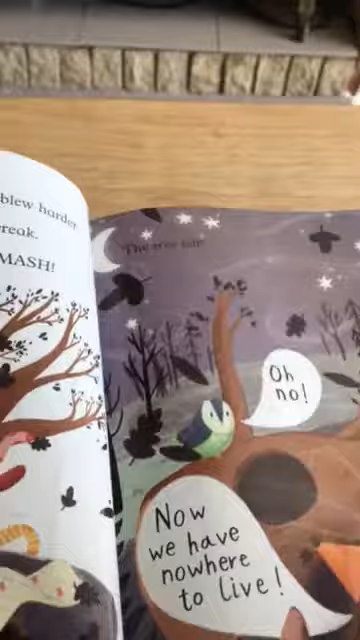 blew harder
reak.
MASH!
The tree fell!
Oh
no!
Now
we have
nowhere
to live!